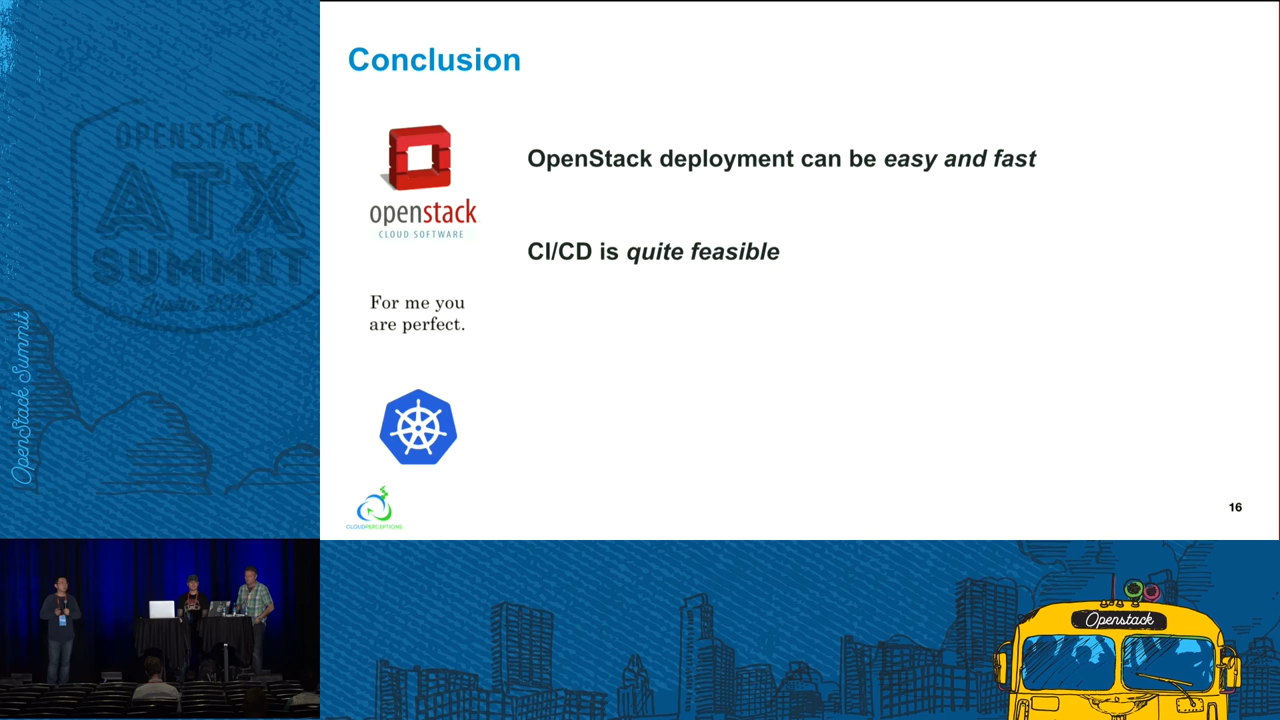 Conclusion
OpenStack deployment can be easy and fast
openstack
CLOUD SOFTWARE
CI/CD is quite feasible
For me you
are perfect.
CLOUDPERCEPTIONS
16
OPENSTACK
ATX
SUMMIT
Austin 2016
OpenStack Summit
Openstack